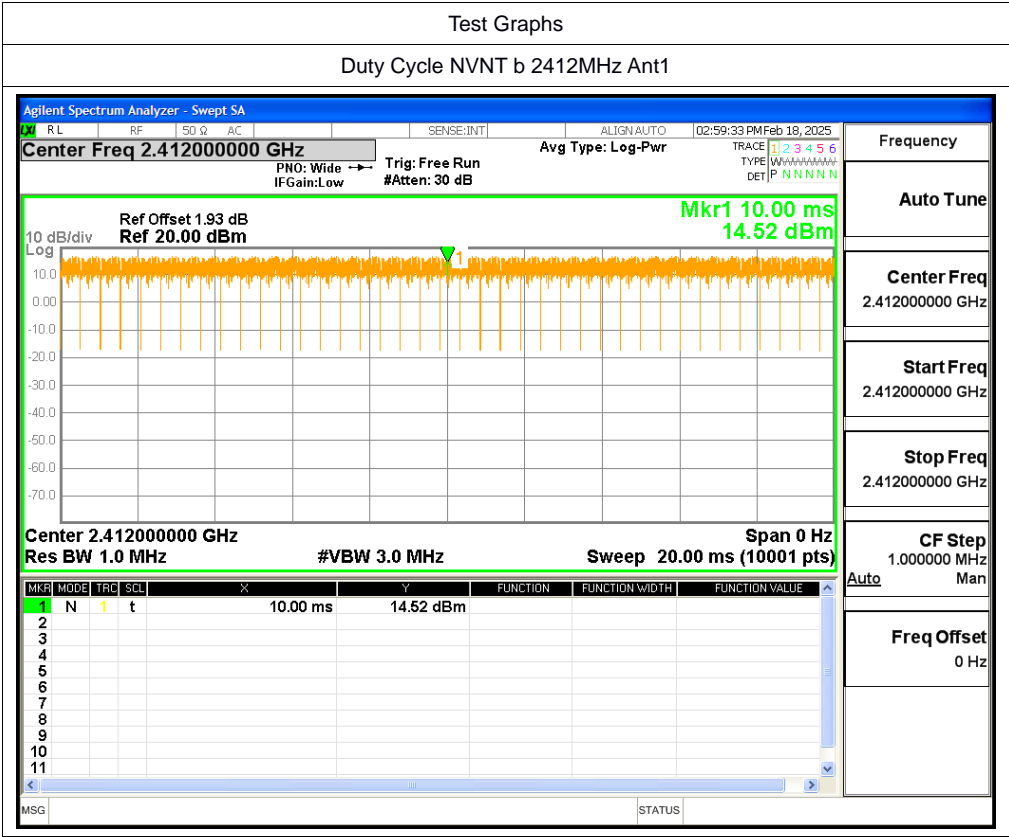 Test Graphs
Duty Cycle NVNT b 2412MHz Ant1
Agilent Spectrum Analyzer - Swept SA
LXI RL RF 50 Ω AC SENSE:INT ALIGN AUTO 02:59:33 PM Feb 18, 2025
Center Freq 2.412000000 GHz
PNO: Wide
IFGain:Low
Trig: Free Run
#Atten: 30 dB
Avg Type: Log-Pwr
TRACE 1 2 3 4 5 6
TYPE W
DET P N N N N N
Ref Offset 1.93 dB
10 dB/div Ref 20.00 dBm
Log
Mkr1 10.00 ms
14.52 dBm
1
10.0
0.00
-10.0
-20.0
-30.0
-40.0
-50.0
-60.0
-70.0
Center 2.412000000 GHz Span 0 Hz
Res BW 1.0 MHz #VBW 3.0 MHz Sweep 20.00 ms (10001 pts)
MKR MODE TRC SCL X Y FUNCTION FUNCTION WIDTH FUNCTION VALUE
1 N 1 t 10.00 ms 14.52 dBm
2
3
4
5
6
7
8
9
10
11
MSG STATUS
Frequency
Auto Tune
Center Freq
2.412000000 GHz
Start Freq
2.412000000 GHz
Stop Freq
2.412000000 GHz
CF Step
1.000000 MHz
Auto Man
Freq Offset
0 Hz